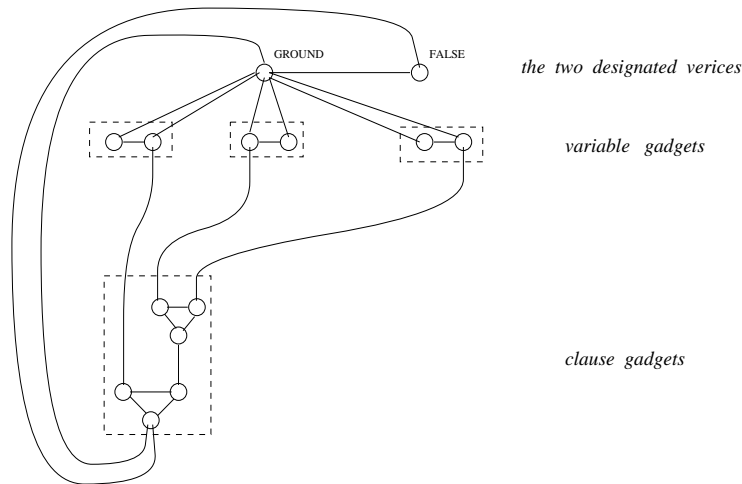 GROUND
FALSE
the two designated verices
variable gadgets
clause gadgets